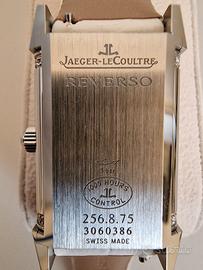 JAEGER-LECOULTRE
REVERSO
1000 HOURS
CONTROL
256.8.75
3060386
SWISS MADE